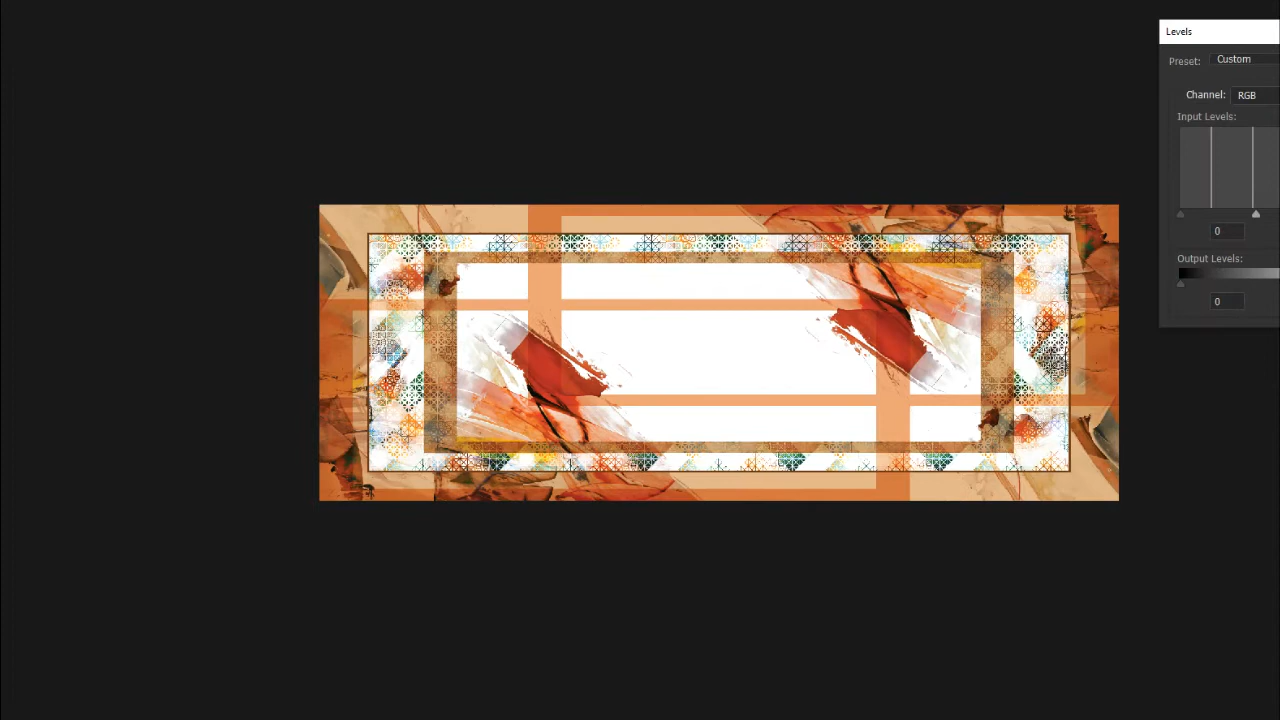 Levels
Preset: Custom
Channel: RGB
Input Levels:
0
Output Levels:
0